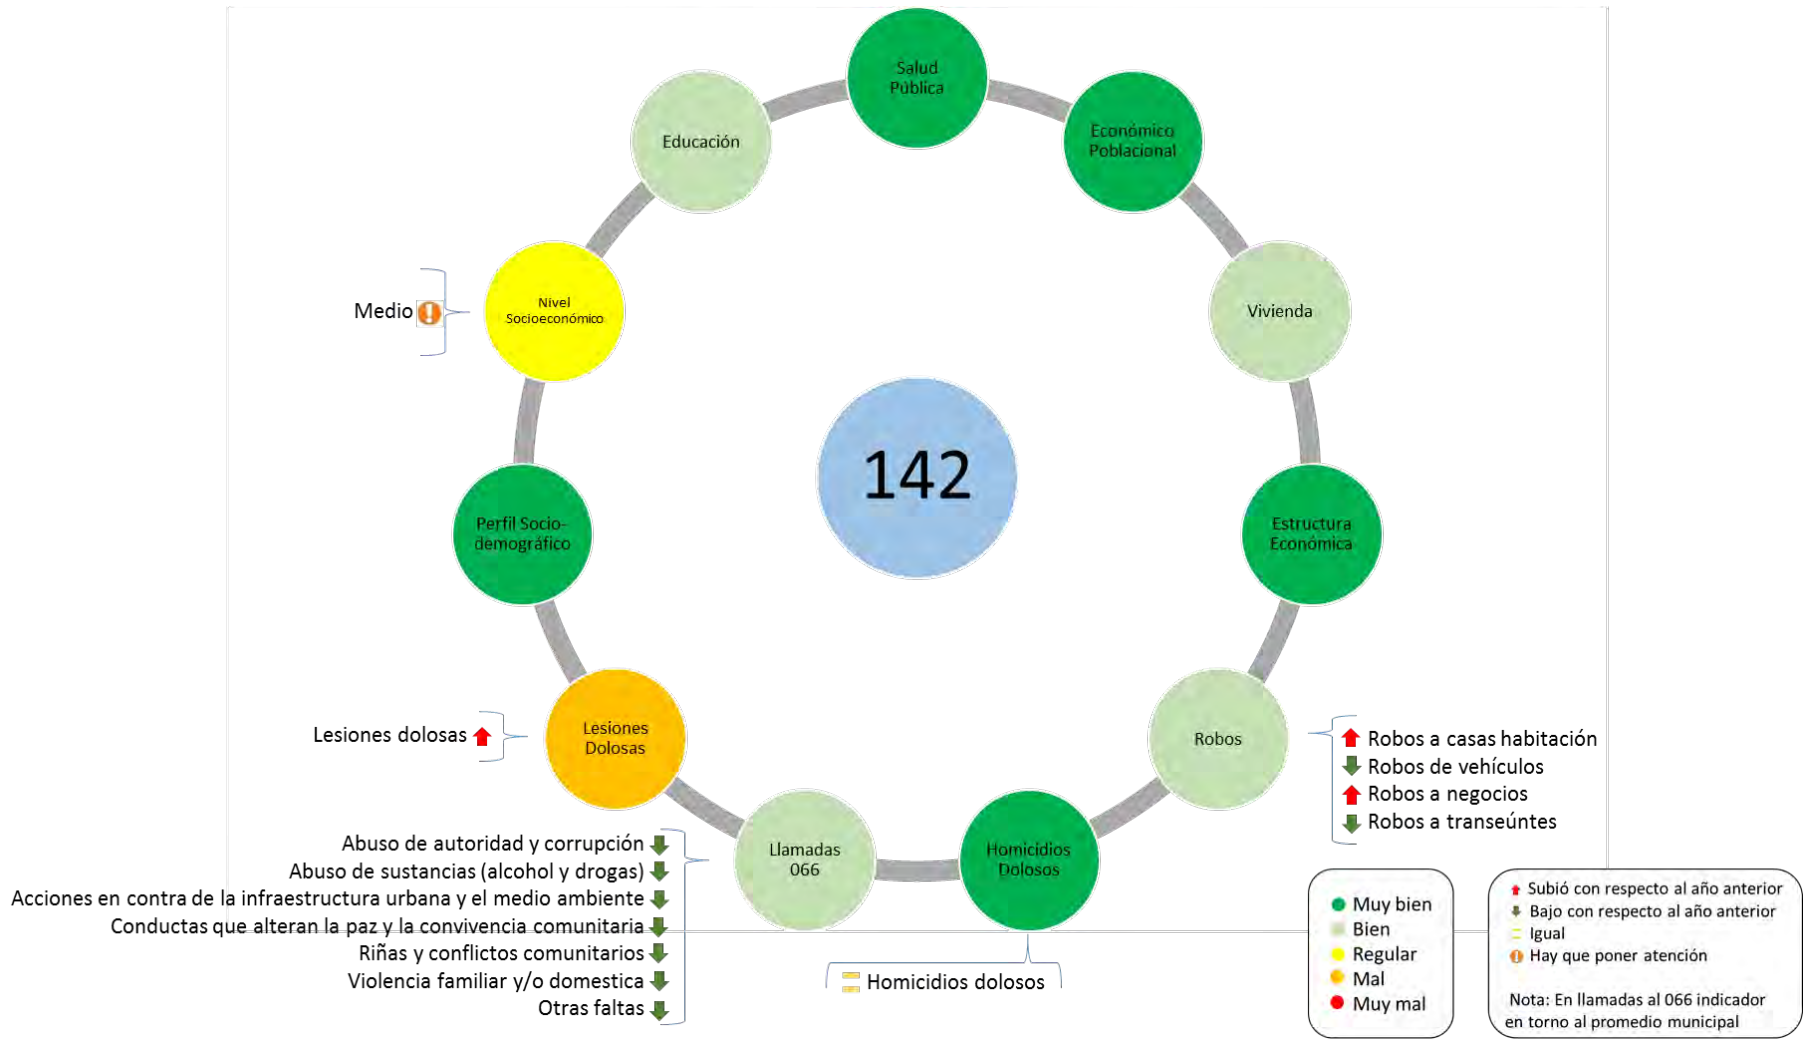 Salud
Pública
Económico
Poblacional
Educación
Vivienda
Nivel
Socioeconómico
Medio
142
Perfil Socio-
demográfico
Estructura
Económica
Lesiones
Dolosas
Lesiones dolosas
Robos
Robos a casas habitación
Robos de vehículos
Robos a negocios
Robos a transeúntes
Llamadas
066
Homicidios
Dolosos
Abuso de autoridad y corrupción
Abuso de sustancias (alcohol y drogas)
Acciones en contra de la infraestructura urbana y el medio ambiente
Conductas que alteran la paz y la convivencia comunitaria
Riñas y conflictos comunitarios
Violencia familiar y/o domestica
Otras faltas
Homicidios dolosos
Muy bien
Bien
Regular
Mal
Muy mal
Subió con respecto al año anterior
Bajo con respecto al año anterior
Igual
Hay que poner atención
Nota: En llamadas al 066 indicador
en torno al promedio municipal